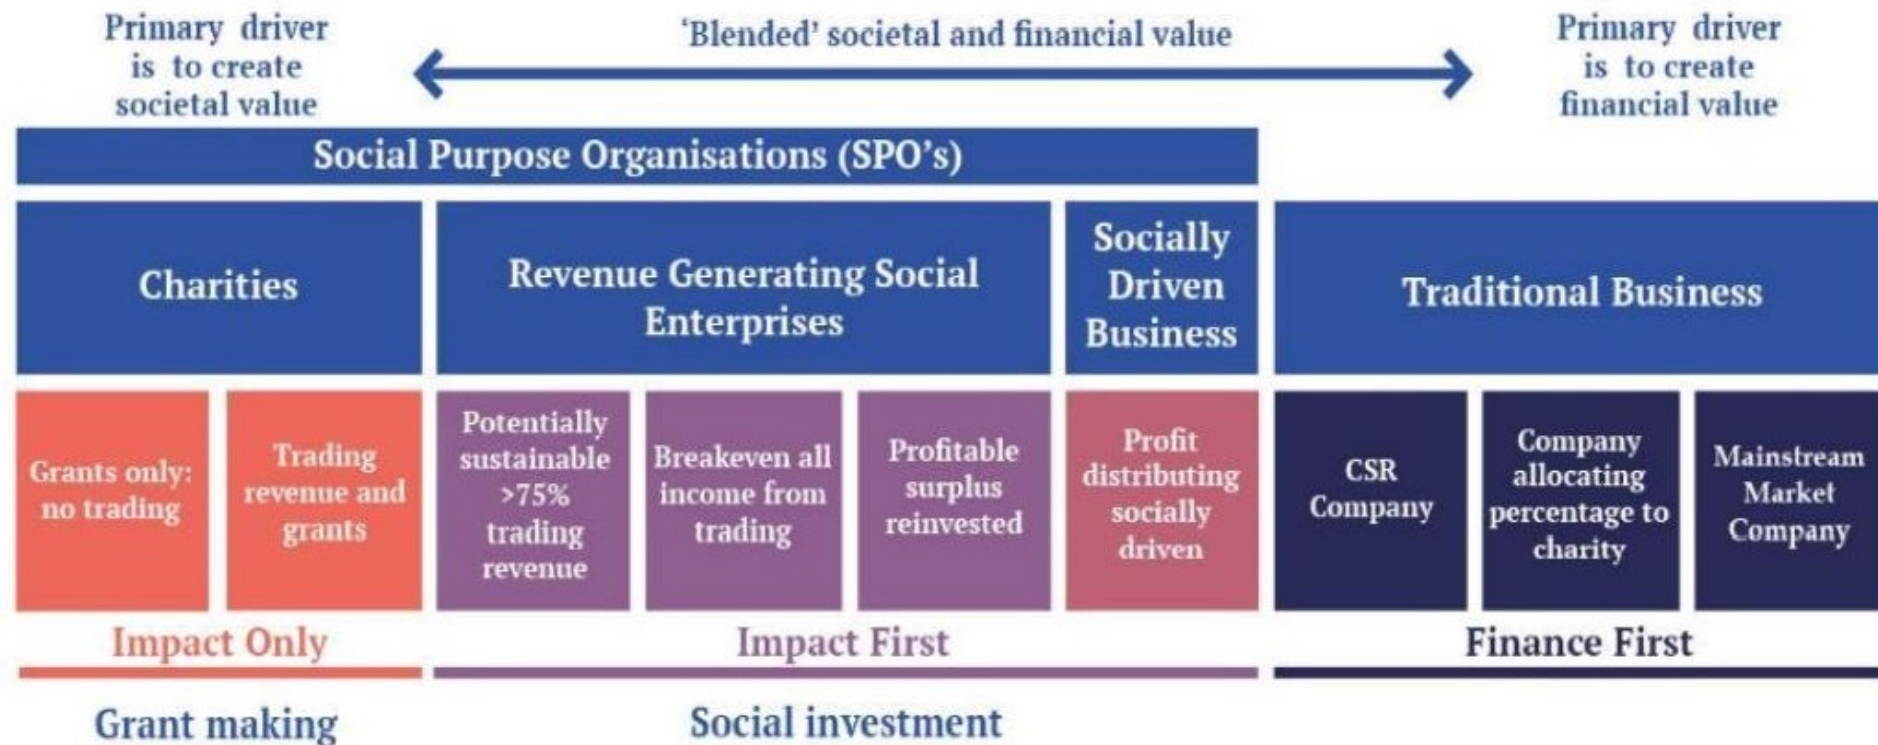 Primary driver
is to create
societal value
'Blended' societal and financial value
Primary driver
is to create
financial value
Social Purpose Organisations (SPO's)
Charities
Revenue Generating Social
Enterprises
Socially
Driven
Business
Traditional Business
Grants only:
no trading
Trading
revenue and
grants
Potentially
sustainable
>75%
trading
revenue
Breakeven all
income from
trading
Profitable
surplus
reinvested
Profit
distributing
socially
driven
CSR
Company
Company
allocating
percentage to
charity
Mainstream
Market
Company
Impact Only
Impact First
Finance First
Grant making
Social investment